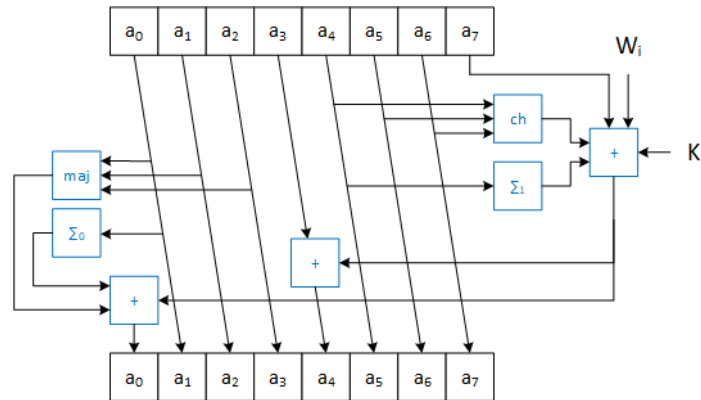 a₀ a₁ a₂ a₃ a₄ a₅ a₆ a₇
Wᵢ
ch
+
K
maj
Σ₁
Σ₀
+
+
a₀ a₁ a₂ a₃ a₄ a₅ a₆ a₇